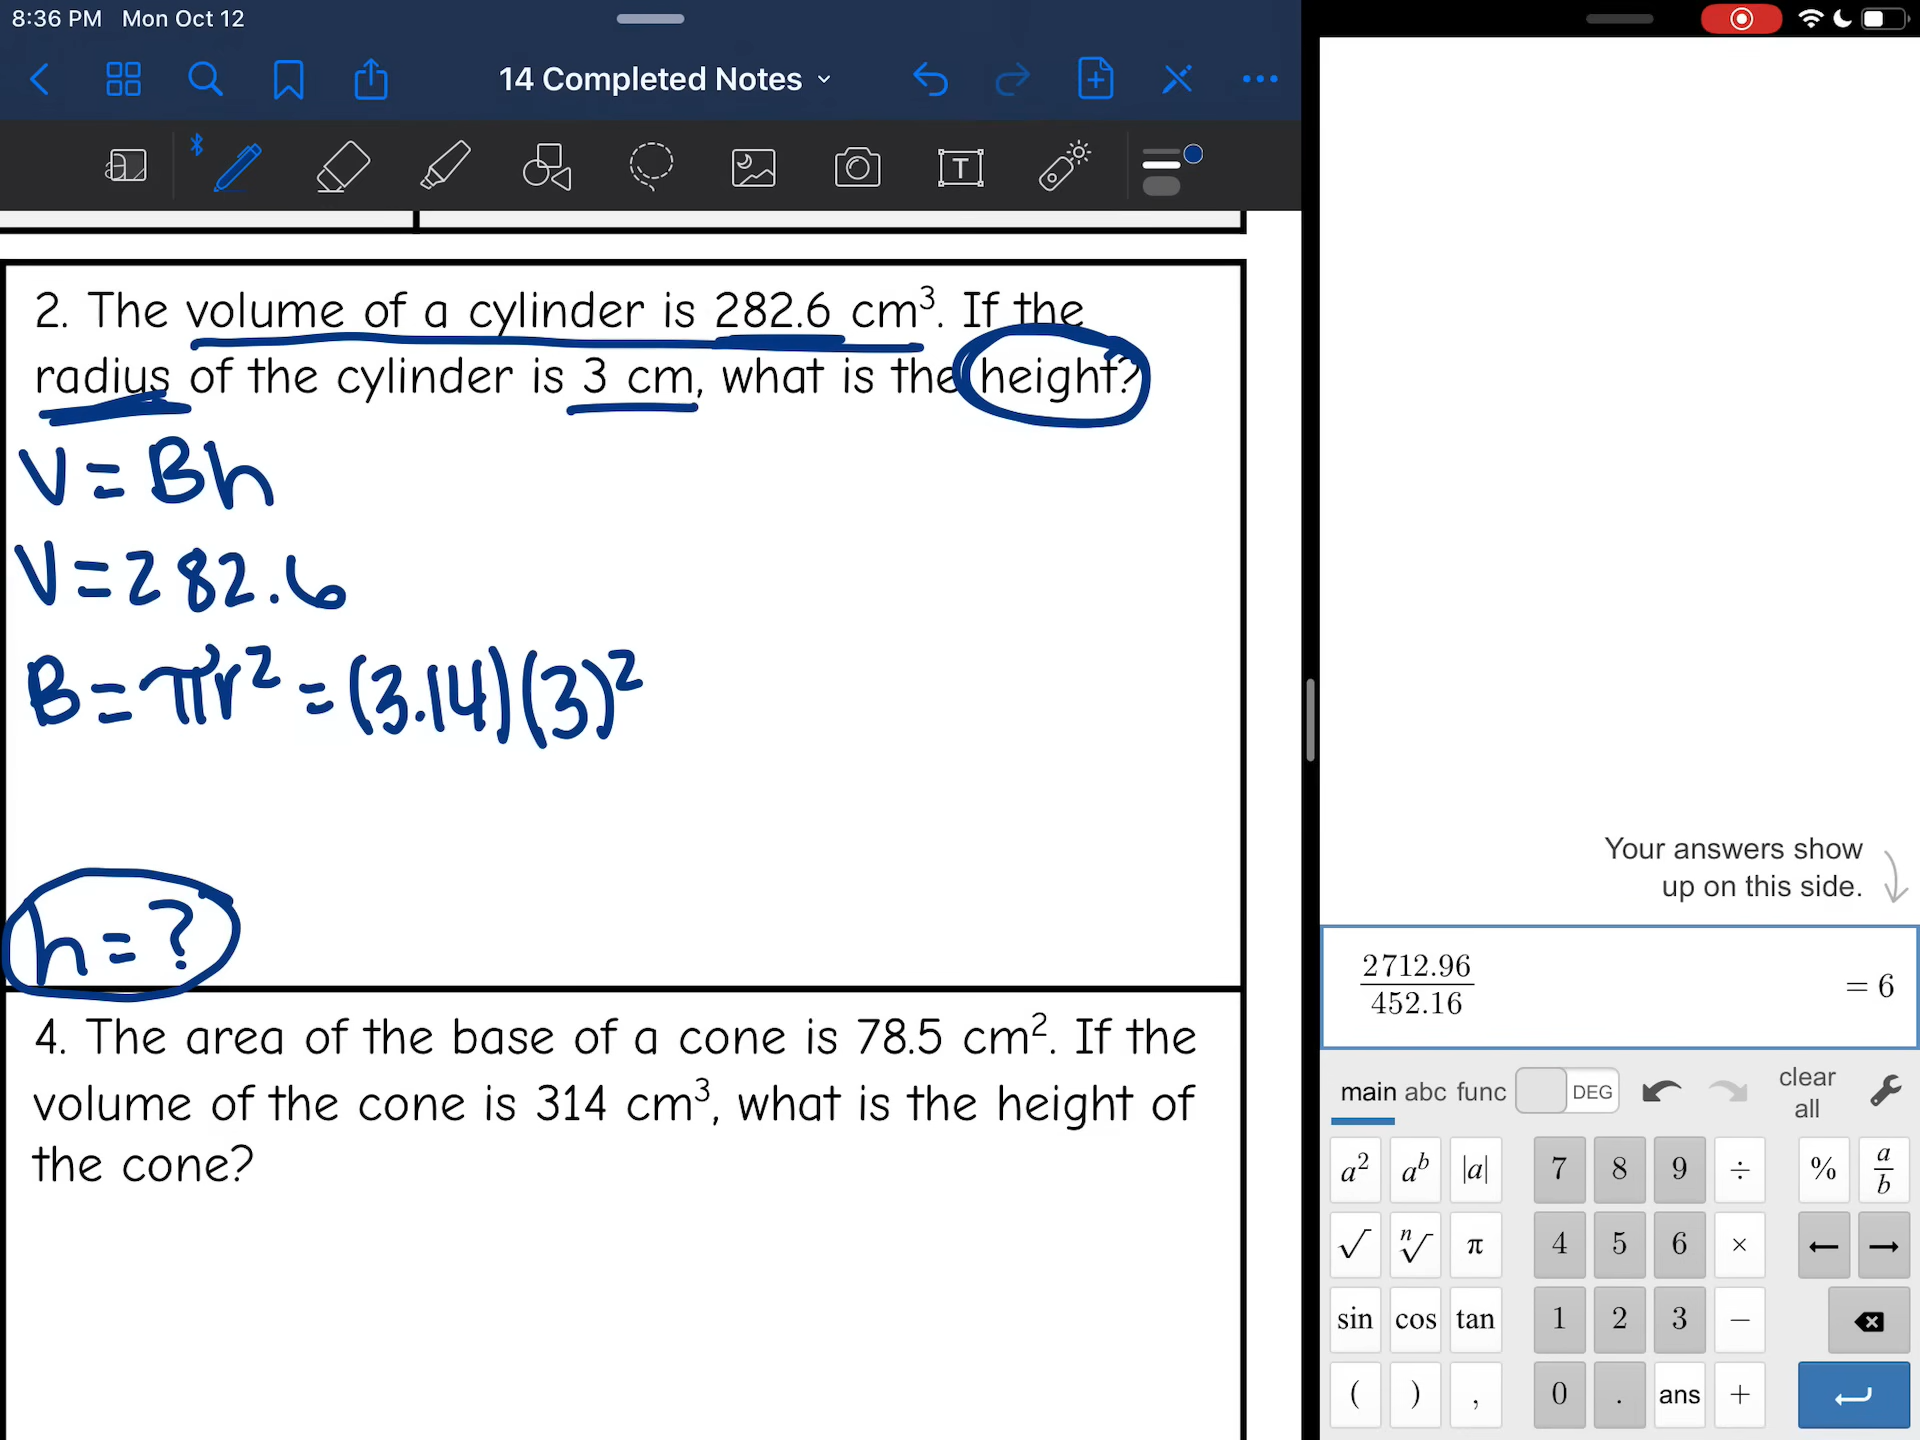 8:36 PM Mon Oct 12
14 Completed Notes
T
2. The volume of a cylinder is 282.6 cm³. If the
radius of the cylinder is 3 cm, what is the height?
V = Bh
V = 282.6
B = πr² = (3.14)(3)²
h = ?
4. The area of the base of a cone is 78.5 cm². If the
volume of the cone is 314 cm³, what is the height of
the cone?
Your answers show
up on this side.
2712.96
452.16
= 6
main abc func DEG clear
all
a² aᵇ |a| 7 8 9 ÷ % a/b
√ ⁿ√ π 4 5 6 × ← →
sin cos tan 1 2 3 −
( ) , 0 . ans +